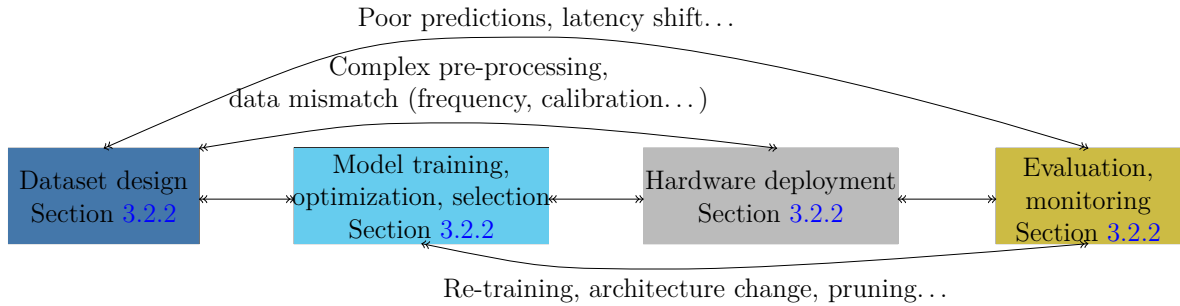 Poor predictions, latency shift…
Complex pre-processing,
data mismatch (frequency, calibration…)
Dataset design
Section 3.2.2
Model training,
optimization, selection
Section 3.2.2
Hardware deployment
Section 3.2.2
Evaluation,
monitoring
Section 3.2.2
Re-training, architecture change, pruning…